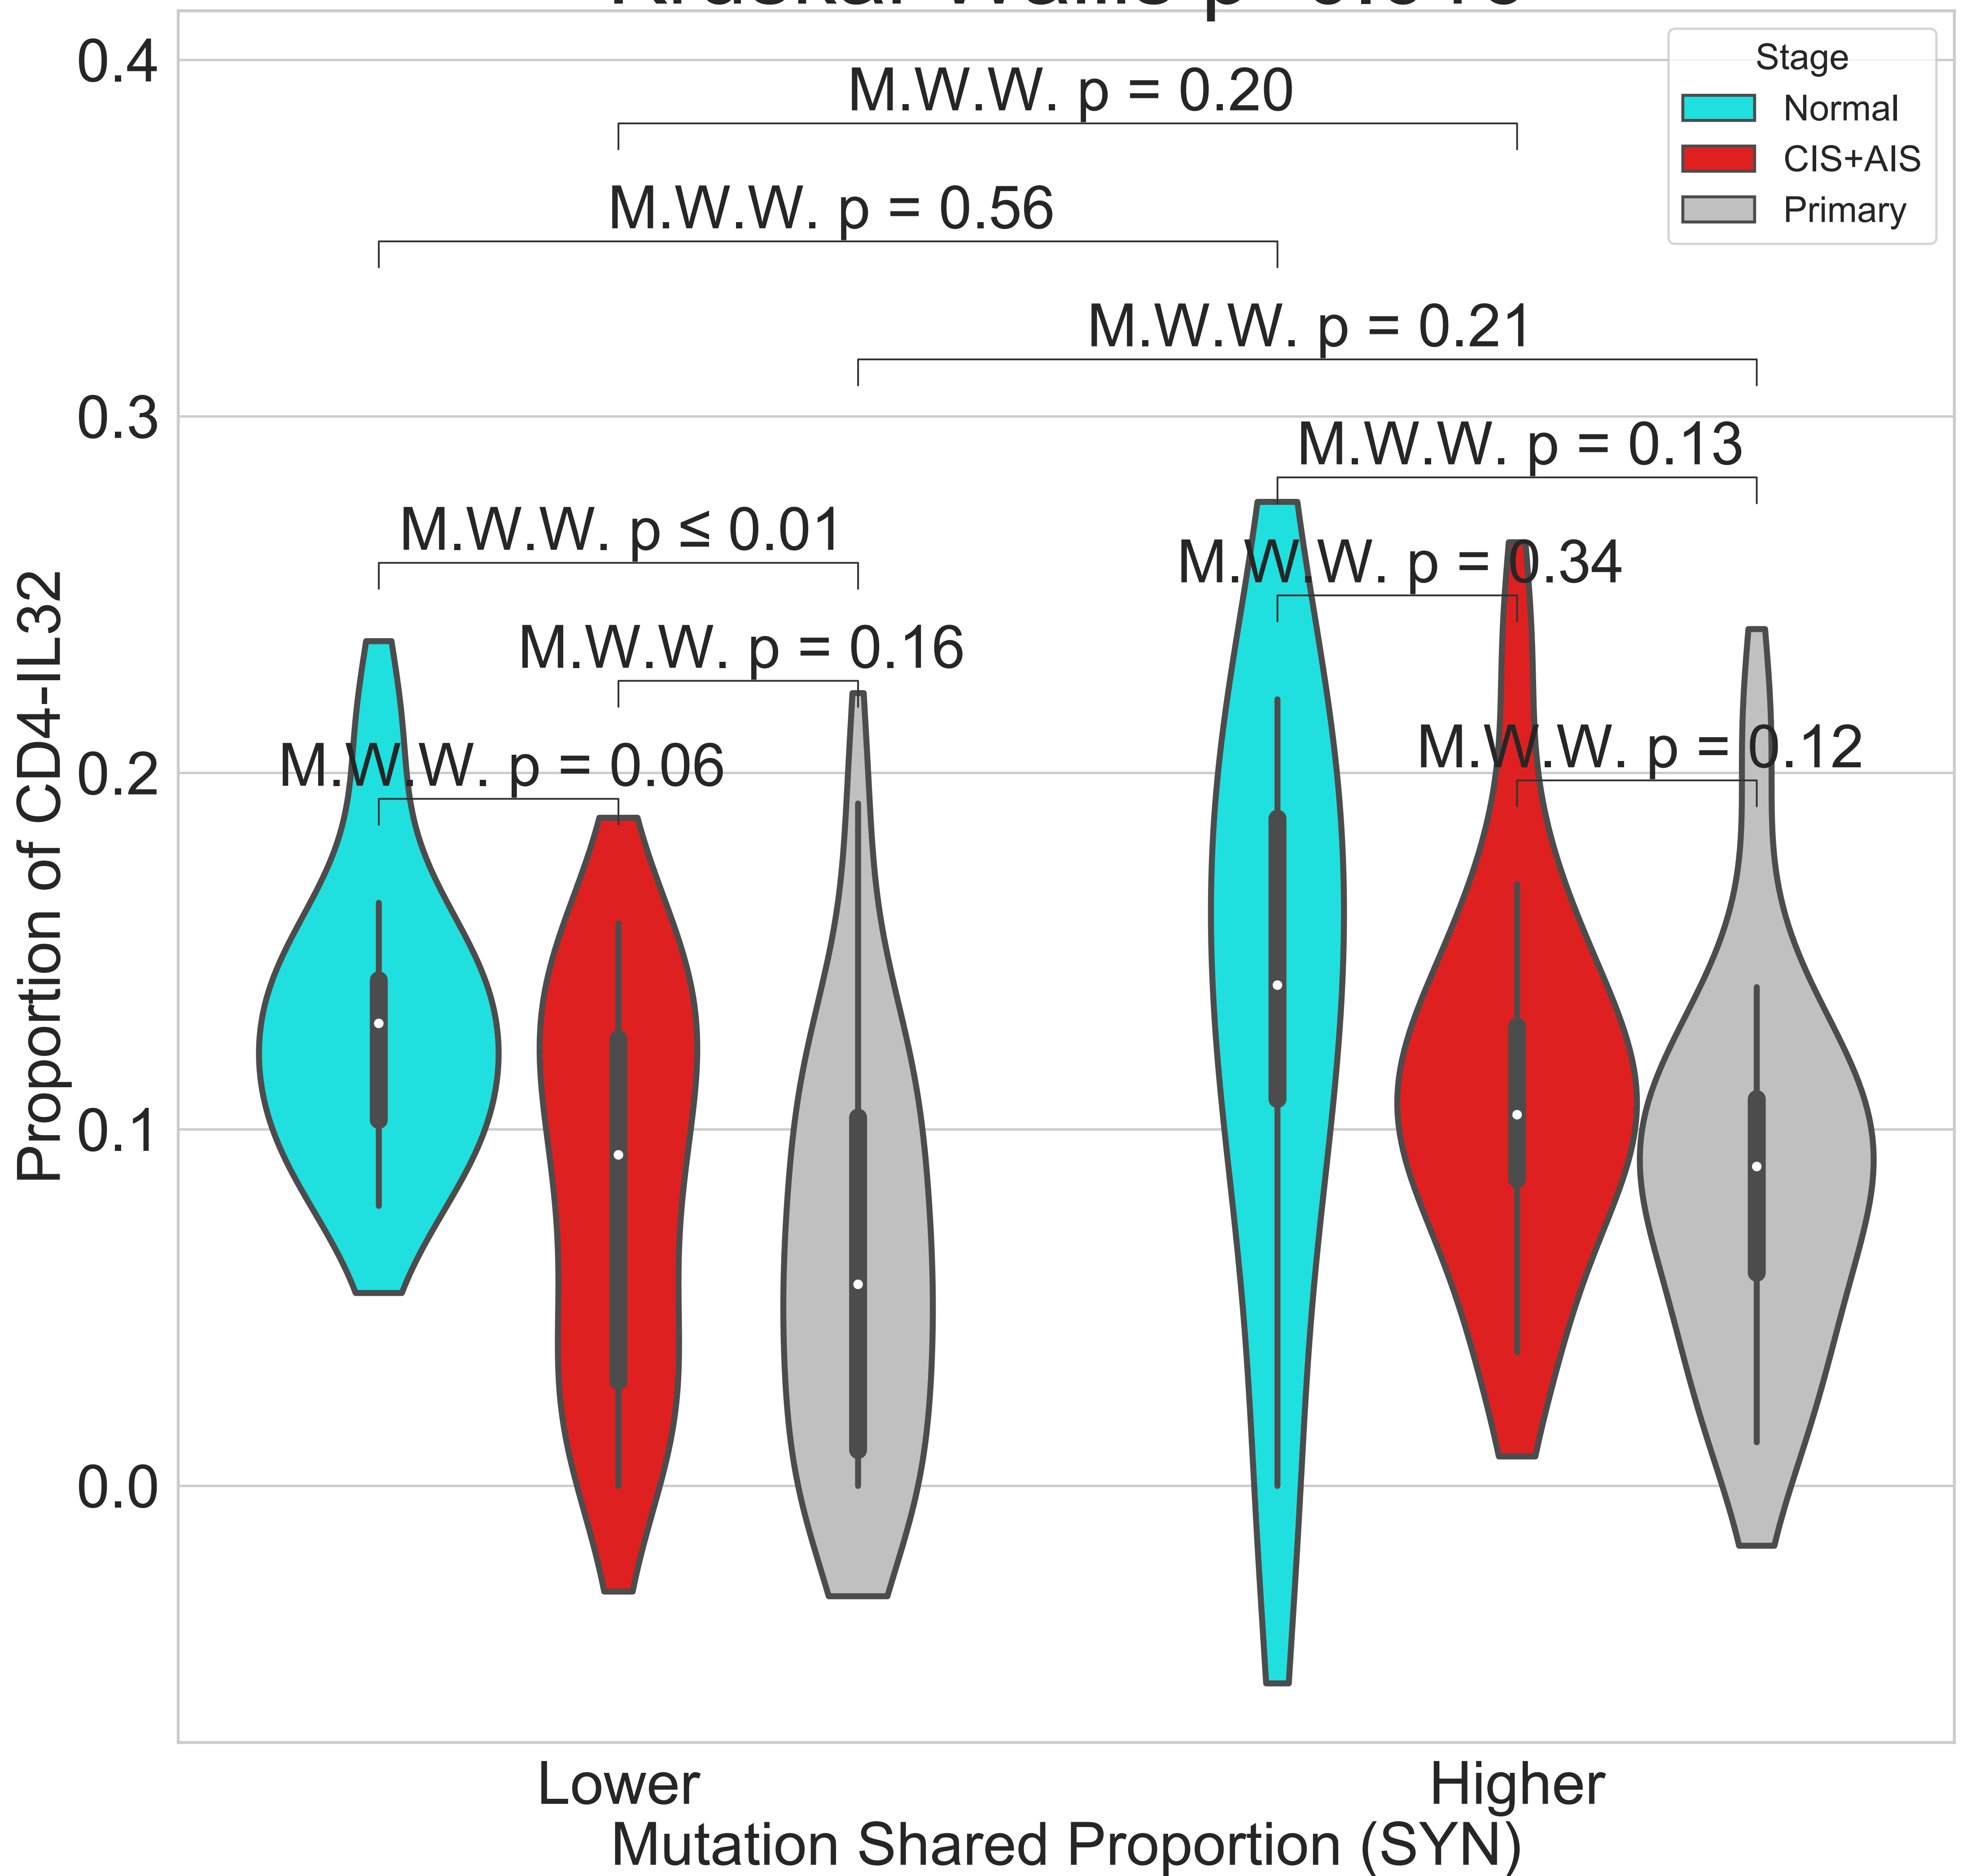 0.4
0.3
0.2
0.1
0.0
Proportion of CD4-IL32
Stage
Normal
CIS+AIS
Primary
M.W.W. p = 0.20
M.W.W. p = 0.56
M.W.W. p = 0.21
M.W.W. p = 0.13
M.W.W. p ≤ 0.01
M.W.W. p = 0.34
M.W.W. p = 0.16
M.W.W. p = 0.06
M.W.W. p = 0.12
Lower
Higher
Mutation Shared Proportion (SYN)